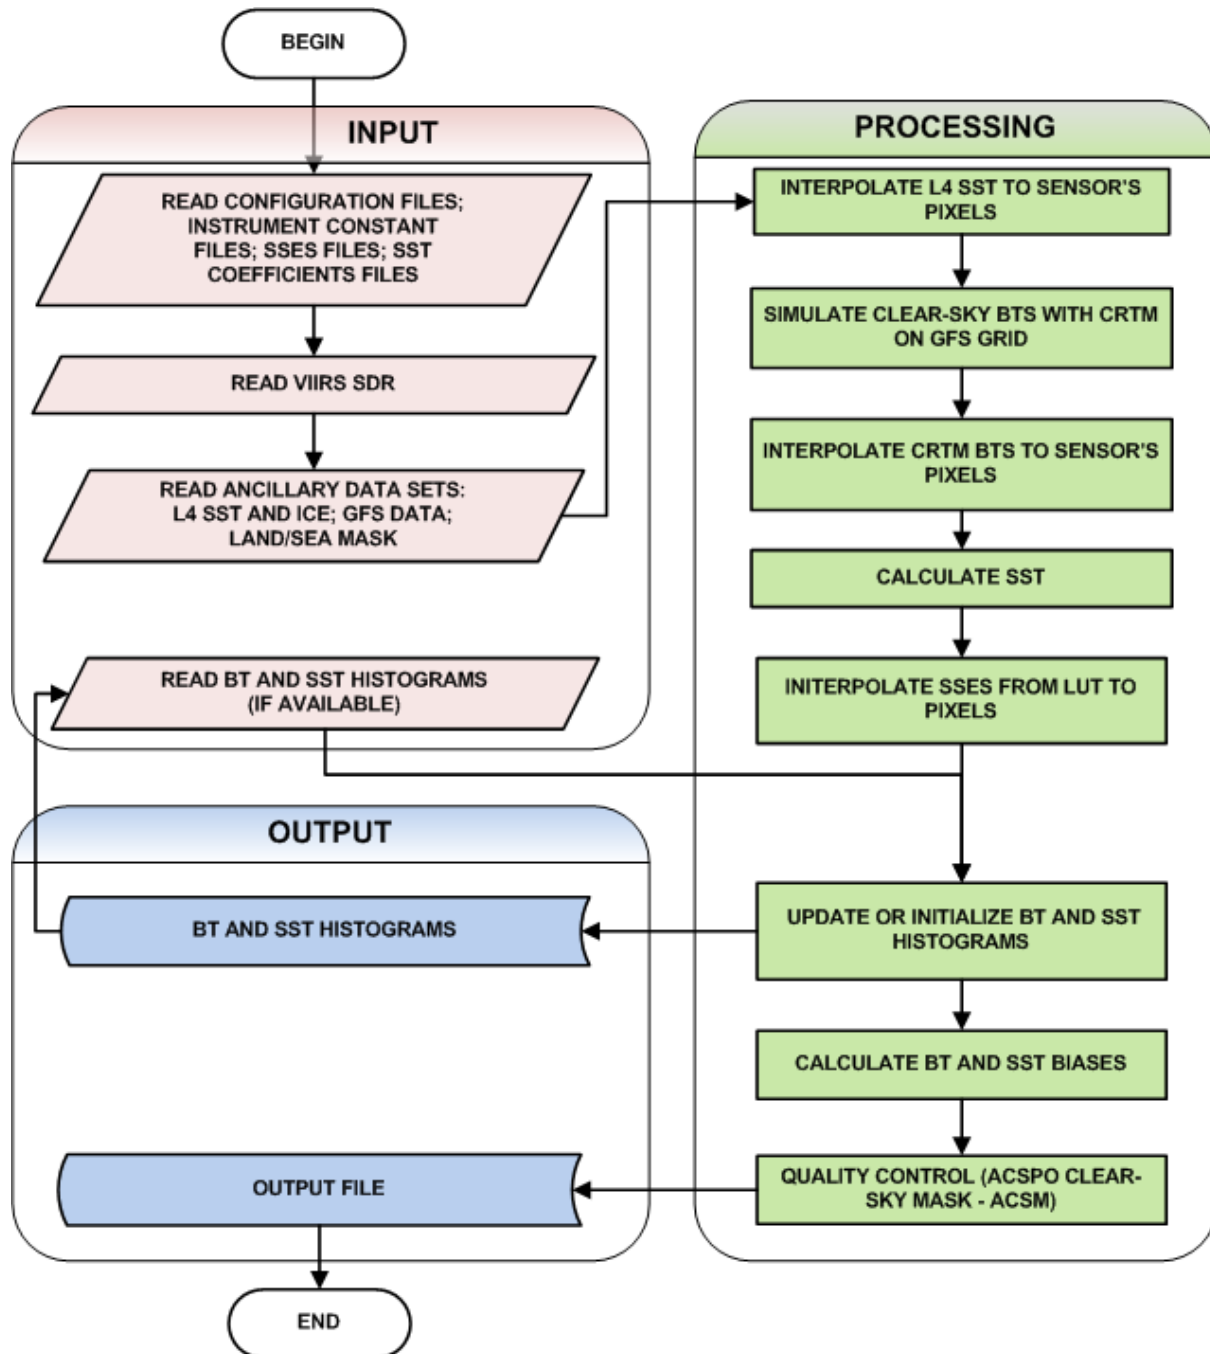 BEGIN
INPUT
READ CONFIGURATION FILES;
INSTRUMENT CONSTANT
FILES; SSES FILES; SST
COEFFICIENTS FILES
READ VIIRS SDR
READ ANCILLARY DATA SETS:
L4 SST AND ICE; GFS DATA;
LAND/SEA MASK
READ BT AND SST HISTOGRAMS
(IF AVAILABLE)
PROCESSING
INTERPOLATE L4 SST TO SENSOR'S
PIXELS
SIMULATE CLEAR-SKY BTS WITH CRTM
ON GFS GRID
INTERPOLATE CRTM BTS TO SENSOR'S
PIXELS
CALCULATE SST
INITERPOLATE SSES FROM LUT TO
PIXELS
UPDATE OR INITIALIZE BT AND SST
HISTOGRAMS
CALCULATE BT AND SST BIASES
QUALITY CONTROL (ACSPO CLEAR-
SKY MASK - ACSM)
OUTPUT
BT AND SST HISTOGRAMS
OUTPUT FILE
END